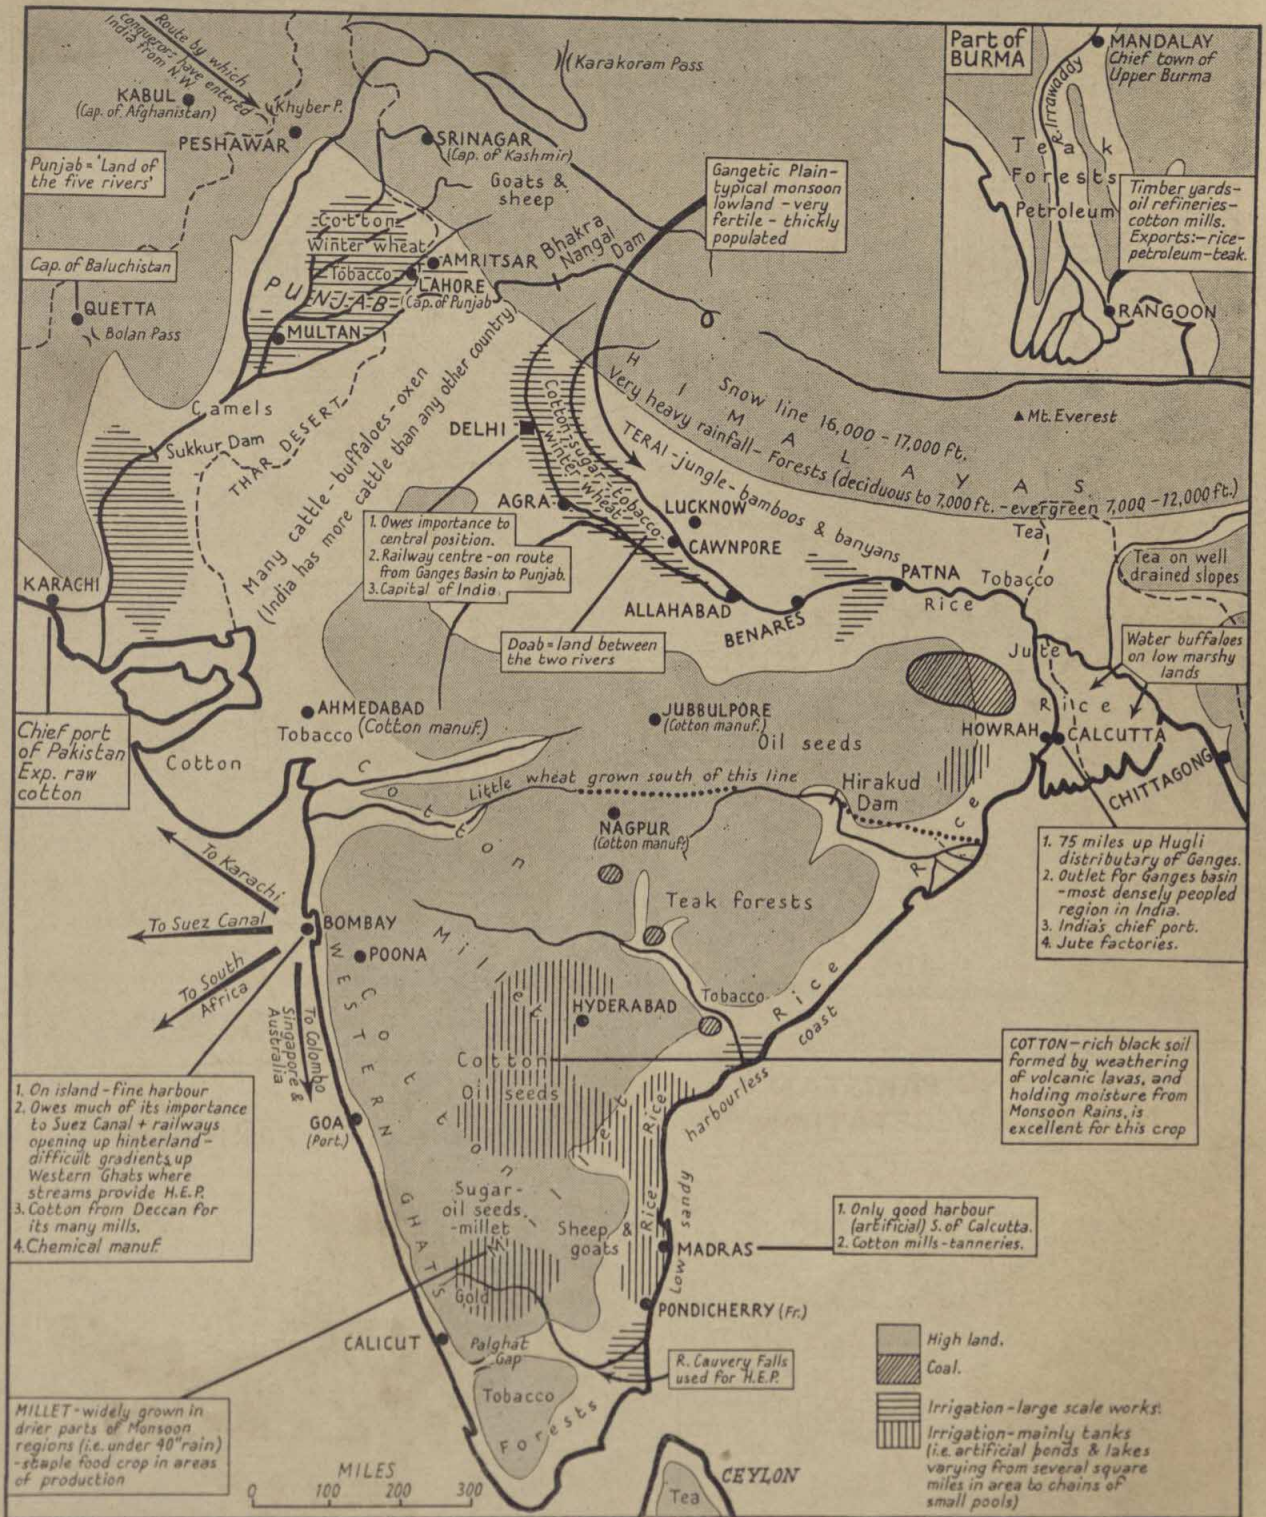 Route by which
conquerors have entered
India from N.W.
KABUL
(Cap. of Afghanistan)
Khyber P.
PESHAWAR
Karakoram Pass
SRINAGAR
(Cap. of Kashmir)
Goats &
sheep
Punjab = 'Land of
the five rivers'
Cap. of Baluchistan
QUETTA
Bolan Pass
Cotton
Winter wheat
Tobacco
PUNJAB
AMRITSAR
LAHORE
(Cap. of Punjab
MULTAN
Bhakra
Nangal
Dam
Gangetic Plain-
typical monsoon
lowland - very
fertile - thickly
populated
Part of
BURMA
MANDALAY
Chief town of
Upper Burma
R. Irrawaddy
Teak
Forests
Petroleum
Timber yards-
oil refineries-
cotton mills.
Exports:-rice-
petroleum-teak.
RANGOON
Camels
Sukkur Dam
THAR DESERT
Many cattle - buffaloes - oxen
(India has more cattle than any other country)
DELHI
Cotton, sugar, tobacco
winter wheat
HIMALAYAS
Snow line 16,000 - 17,000 ft.
Very heavy rainfall - Forests (deciduous to 7,000 ft. - evergreen 7,000 - 12,000 ft.)
Mt. Everest
TERAI - jungle - bamboos & banyans
AGRA
LUCKNOW
CAWNPORE
1. Owes importance to
central position.
2. Railway centre - on route
from Ganges Basin to Punjab.
3. Capital of India.
KARACHI
ALLAHABAD
BENARES
PATNA
Tobacco
Rice
Tea
Tea on well
drained slopes
Doab = land between
the two rivers
Jute
Water buffaloes
on low marshy
lands
Rice
Chief port
of Pakistan
Exp. raw
cotton
AHMEDABAD
(Cotton manuf.)
Tobacco
Cotton
JUBBULPORE
(Cotton manuf.)
Oil seeds
HOWRAH
CALCUTTA
CHITTAGONG
Cotton
Little wheat grown south of this line
Hirakud
Dam
Rice
NAGPUR
(Cotton manuf.)
1. 75 miles up Hugli
distributary of Ganges.
2. Outlet for Ganges basin
-most densely peopled
region in India.
3. India's chief port.
4. Jute factories.
Teak forests
To Karachi
To Suez Canal
To South
Africa
To Colombo
Singapore &
Australia
BOMBAY
POONA
WESTERN GHATS
Cotton
Millet
HYDERABAD
Tobacco
Rice
Cotton
Oil seeds
Millet
Low sandy harbourless coast
COTTON-rich black soil
formed by weathering
of volcanic lavas, and
holding moisture from
Monsoon Rains, is
excellent for this crop
1. On island - fine harbour
2. Owes much of its importance
to Suez Canal + railways
opening up hinterland-
difficult gradients up
Western Ghats where
streams provide H.E.P.
3. Cotton from Deccan for
its many mills.
4. Chemical manuf.
GOA
(Port.)
Rice Rice Rice
Sugar-
oil seeds
-millet
Sheep &
goats
Gold
MADRAS
1. Only good harbour
(artificial) S. of Calcutta.
2. Cotton mills - tanneries.
PONDICHERRY (Fr.)
CALICUT
Palghat
Gap
R. Cauvery Falls
used for H.E.P.
Tobacco
Forests
MILLET-widely grown in
drier parts of Monsoon
regions (i.e. under 40" rain)
-staple food crop in areas
of production
MILES
0 100 200 300
CEYLON
Tea
High land.
Coal.
Irrigation - large scale works.
Irrigation - mainly tanks
(i.e. artificial ponds & lakes
varying from several square
miles in area to chains of
small pools)